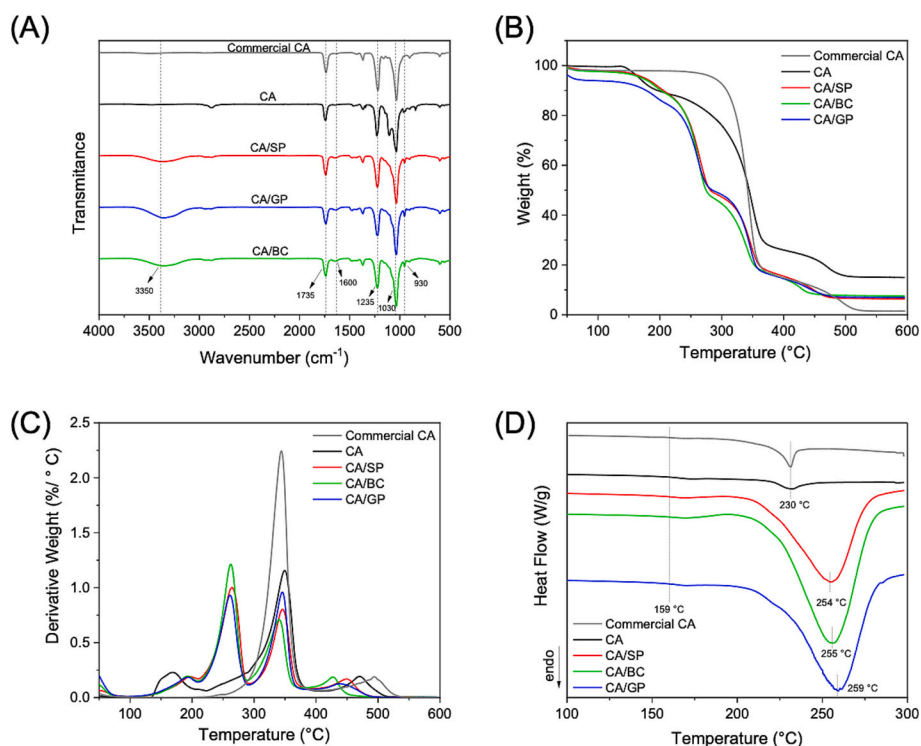 (A)
Commercial CA
CA
CA/SP
CA/GP
CA/BC
3350
1735
1600
1235
1030
930
Transmitance
4000 3500 3000 2500 2000 1500 1000 500
Wavenumber (cm⁻¹)
(B)
Commercial CA
CA
CA/SP
CA/BC
CA/GP
100
90
80
70
60
50
40
30
20
10
0
Weight (%)
100 200 300 400 500 600
Temperature (°C)
(C)
Commercial CA
CA
CA/SP
CA/BC
CA/GP
2.5
2.0
1.5
1.0
0.5
0.0
Derivative Weight (%/ ° C)
100 200 300 400 500 600
Temperature (°C)
(D)
230 °C
254 °C
159 °C
255 °C
259 °C
Commercial CA
CA
CA/SP
CA/BC
CA/GP
endo
Heat Flow (W/g)
100 150 200 250 300
Temperature (°C)